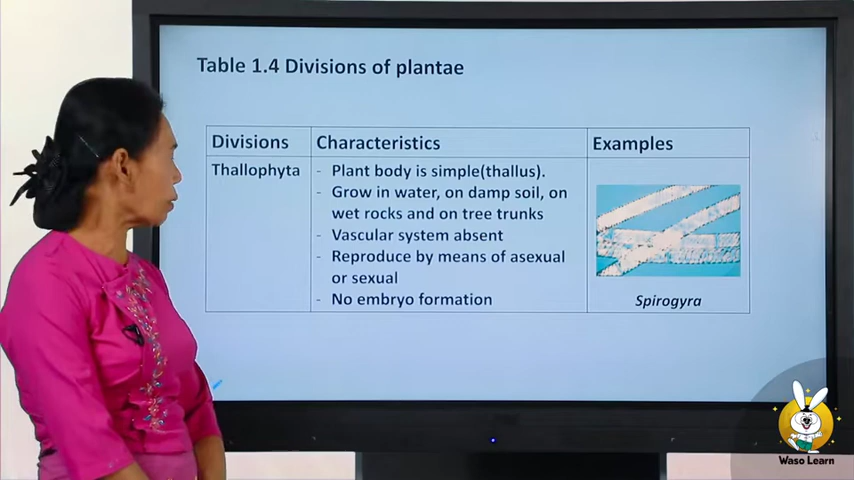 Table 1.4 Divisions of plantae
Divisions
Characteristics
Examples
Thallophyta
- Plant body is simple(thallus).
- Grow in water, on damp soil, on
wet rocks and on tree trunks
- Vascular system absent
- Reproduce by means of asexual
or sexual
- No embryo formation
Spirogyra
Waso Learn